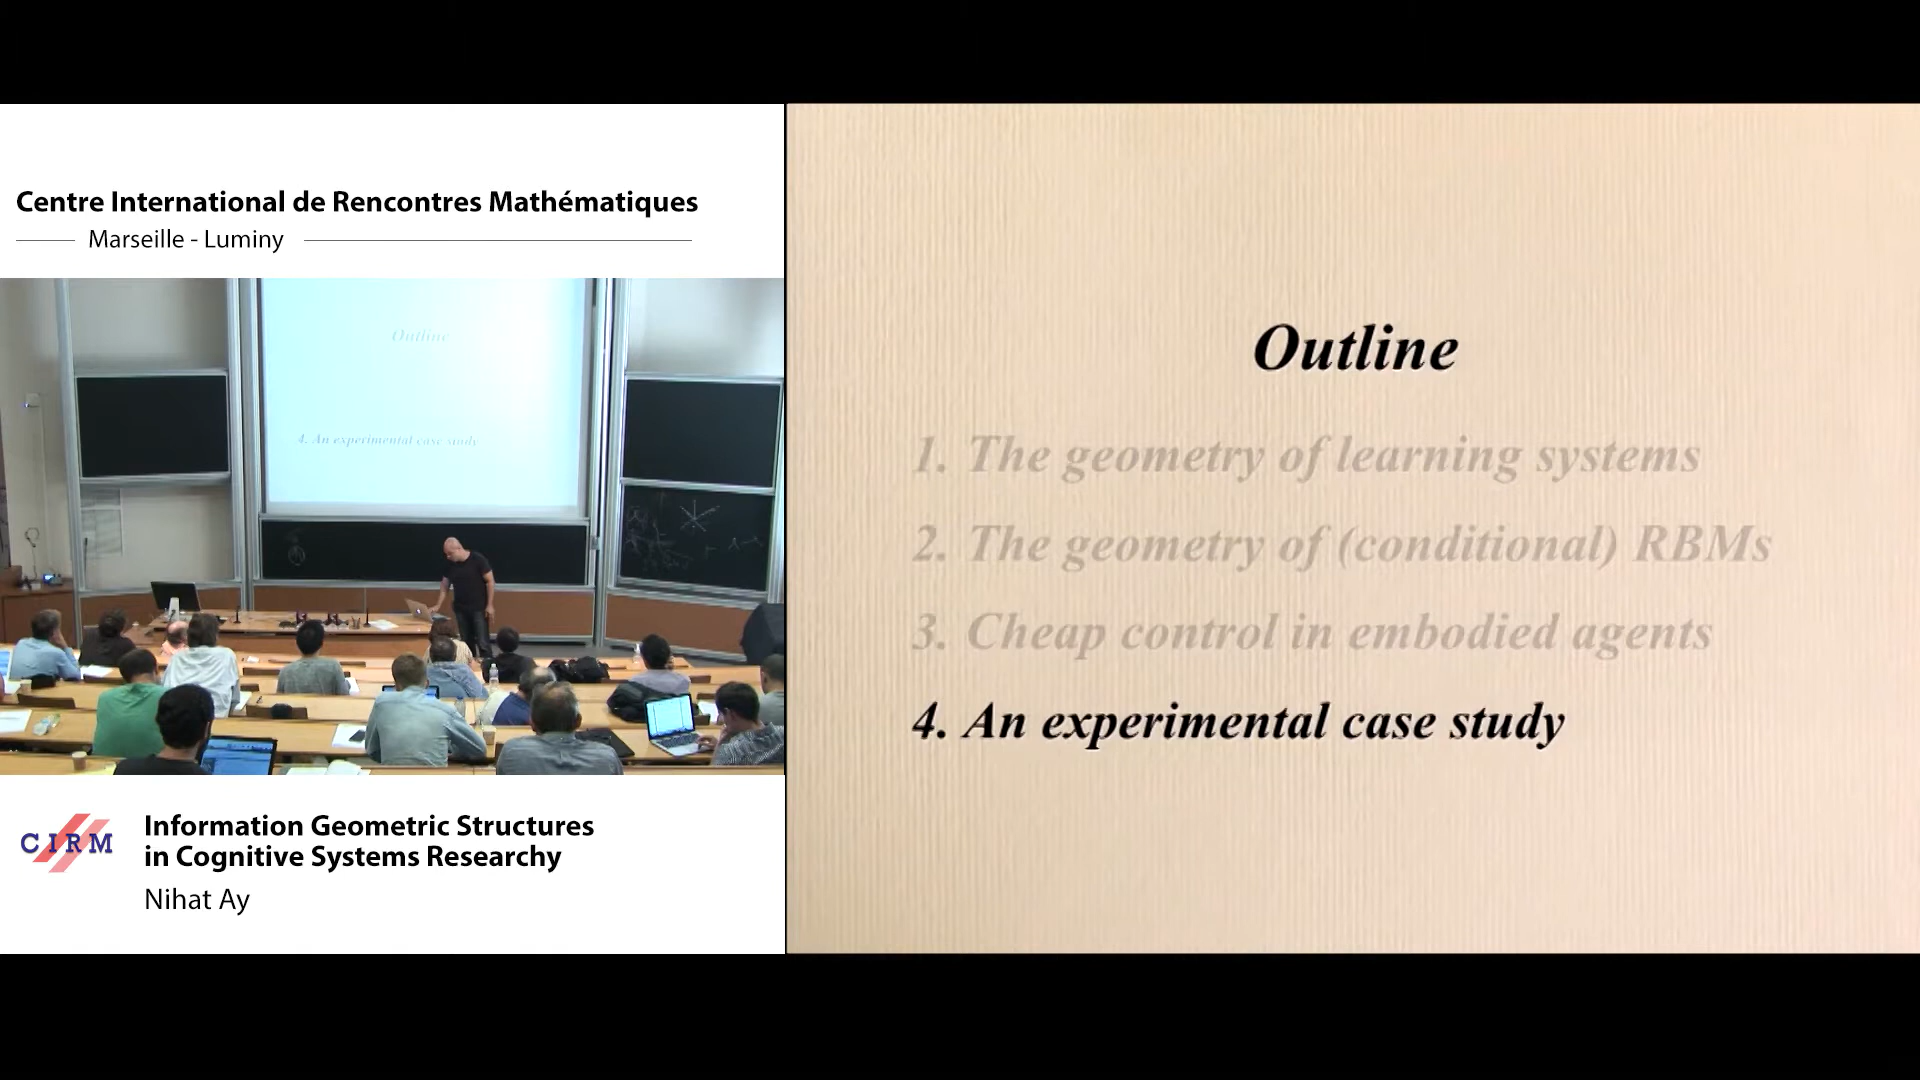 Centre International de Rencontres Mathématiques
Marseille - Luminy
Outline
4. An experimental case study
CIRM
Information Geometric Structures
in Cognitive Systems Researchy
Nihat Ay
Outline
1. The geometry of learning systems
2. The geometry of (conditional) RBMs
3. Cheap control in embodied agents
4. An experimental case study